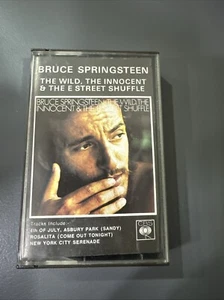 BRUCE SPRINGSTEEN
THE WILD, THE INNOCENT
& THE E STREET SHUFFLE
BRUCE SPRINGSTEEN THE WILD, THE
INNOCENT & THE E STREET SHUFFLE
Tracks Include
4th OF JULY, ASBURY PARK (SANDY)
ROSALITA (COME OUT TONIGHT)
NEW YORK CITY SERENADE
CBS